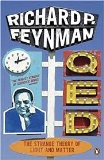 RICHARD P.
FEYNMAN
QED
THE STRANGE THEORY OF
LIGHT AND MATTER